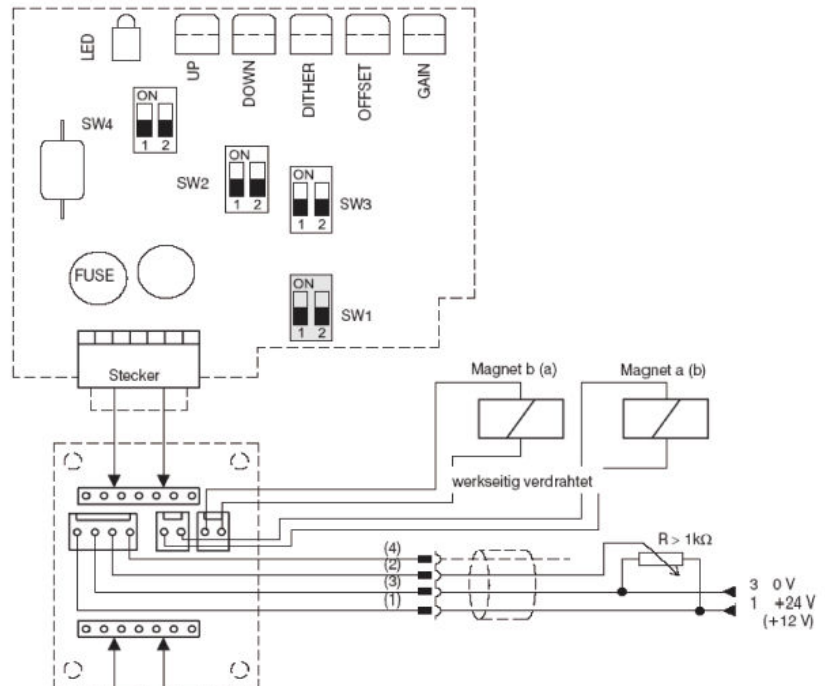 LED
UP
DOWN
DITHER
OFFSET
GAIN
ON
SW4
1 2
ON
SW2
1 2
ON
SW3
1 2
FUSE
ON
SW1
1 2
Stecker
Magnet b (a)
Magnet a (b)
werkseitig verdrahtet
(4)
(2)
(3)
(1)
R > 1kΩ
3 0 V
1 +24 V
(+12 V)